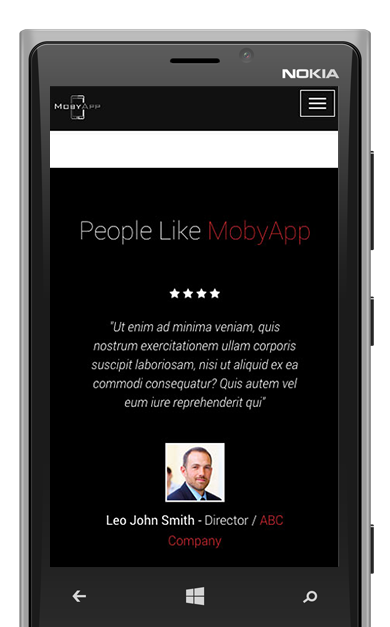 NOKIA
MOBYAPP
People Like MobyApp
"Ut enim ad minima veniam, quis
nostrum exercitationem ullam corporis
suscipit laboriosam, nisi ut aliquid ex ea
commodi consequatur? Quis autem vel
eum iure reprehenderit qui"
Leo John Smith - Director / ABC
Company